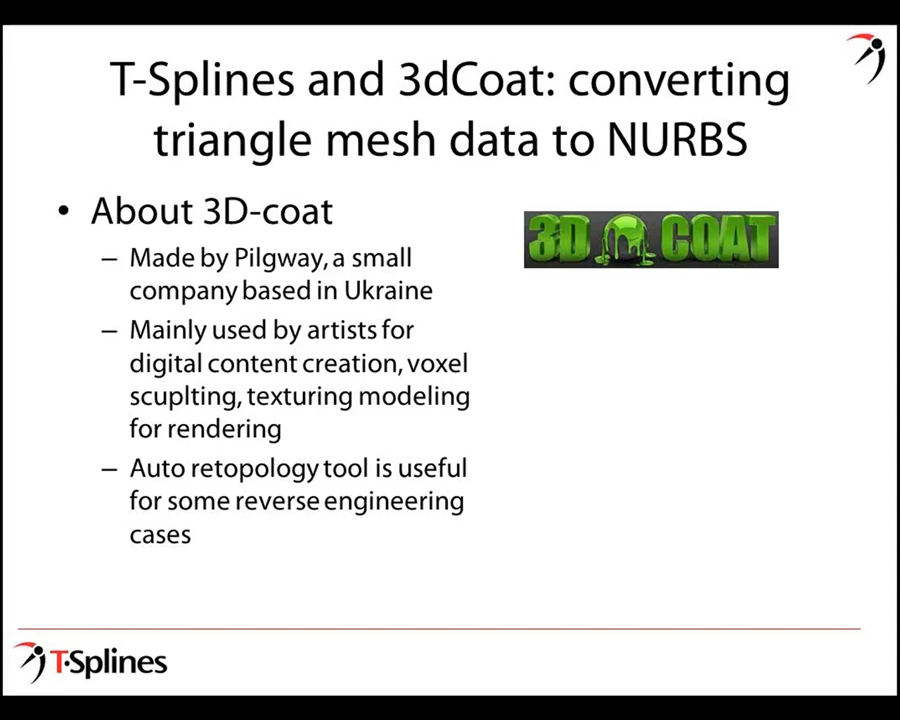 T-Splines and 3dCoat: converting
triangle mesh data to NURBS
• About 3D-coat
– Made by Pilgway, a small
company based in Ukraine
– Mainly used by artists for
digital content creation, voxel
scuplting, texturing modeling
for rendering
– Auto retopology tool is useful
for some reverse engineering
cases
3D COAT
T-Splines